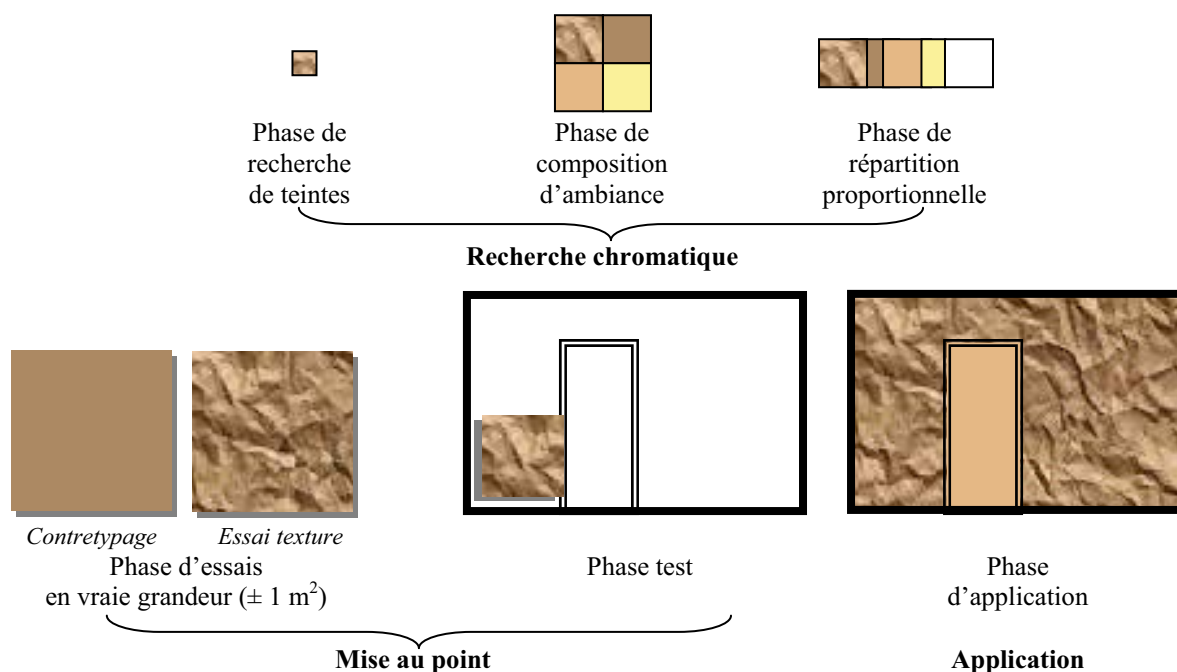 Phase de
recherche
de teintes
Phase de
composition
d’ambiance
Phase de
répartition
proportionnelle
Recherche chromatique
Contretypage
Essai texture
Phase d’essais
en vraie grandeur (± 1 m²)
Phase test
Phase
d’application
Mise au point
Application